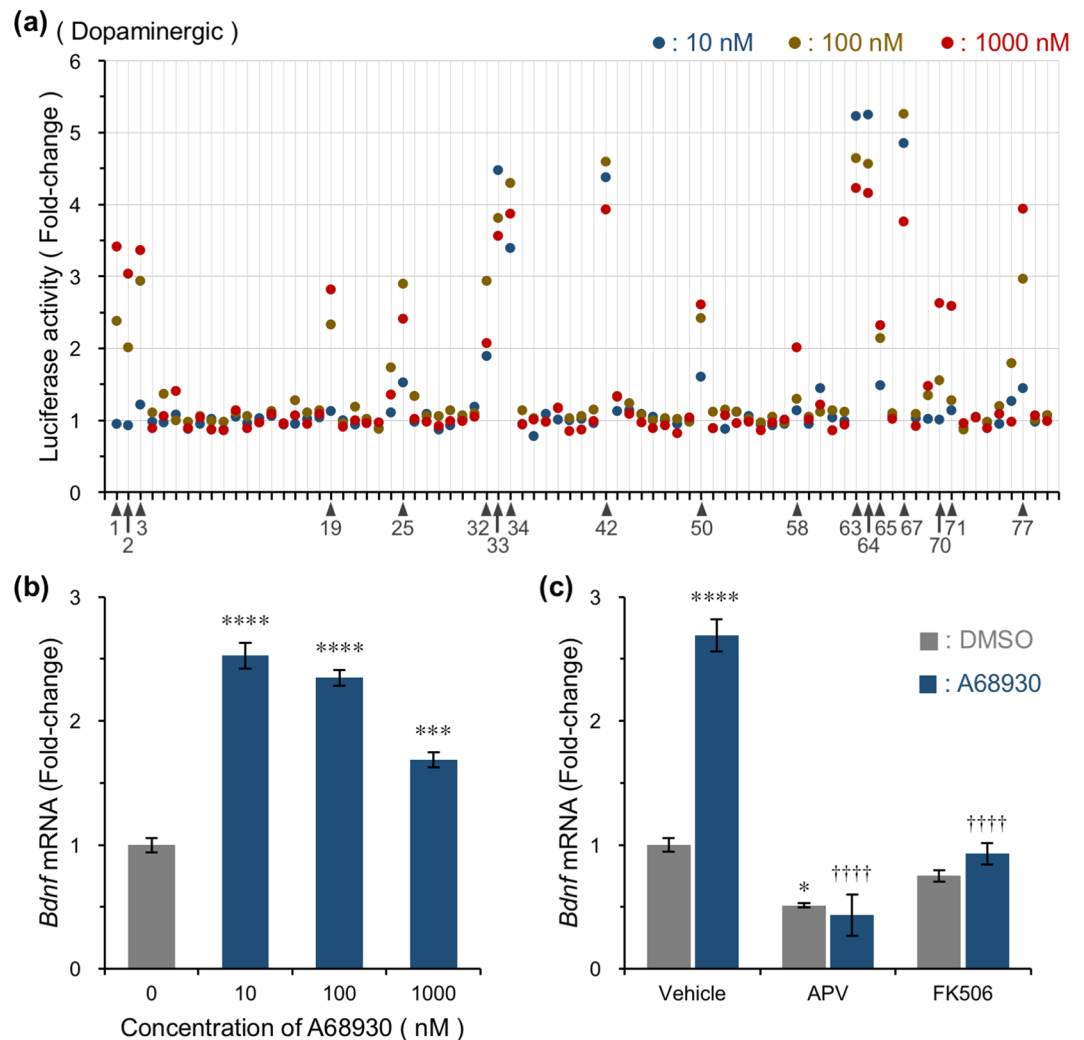 (a) ( Dopaminergic )
● : 10 nM ● : 100 nM ● : 1000 nM
Luciferase activity ( Fold-change )
6
5
4
3
2
1
0
1 3 19 25 32 34 42 50 58 63 65 67 71 77
2 33 64 70
(b)
Bdnf mRNA (Fold-change)
3
2
1
0
****
****
***
0 10 100 1000
Concentration of A68930 ( nM )
(c)
Bdnf mRNA (Fold-change)
3
2
1
0
****
: DMSO
: A68930
*
††††
††††
Vehicle APV FK506